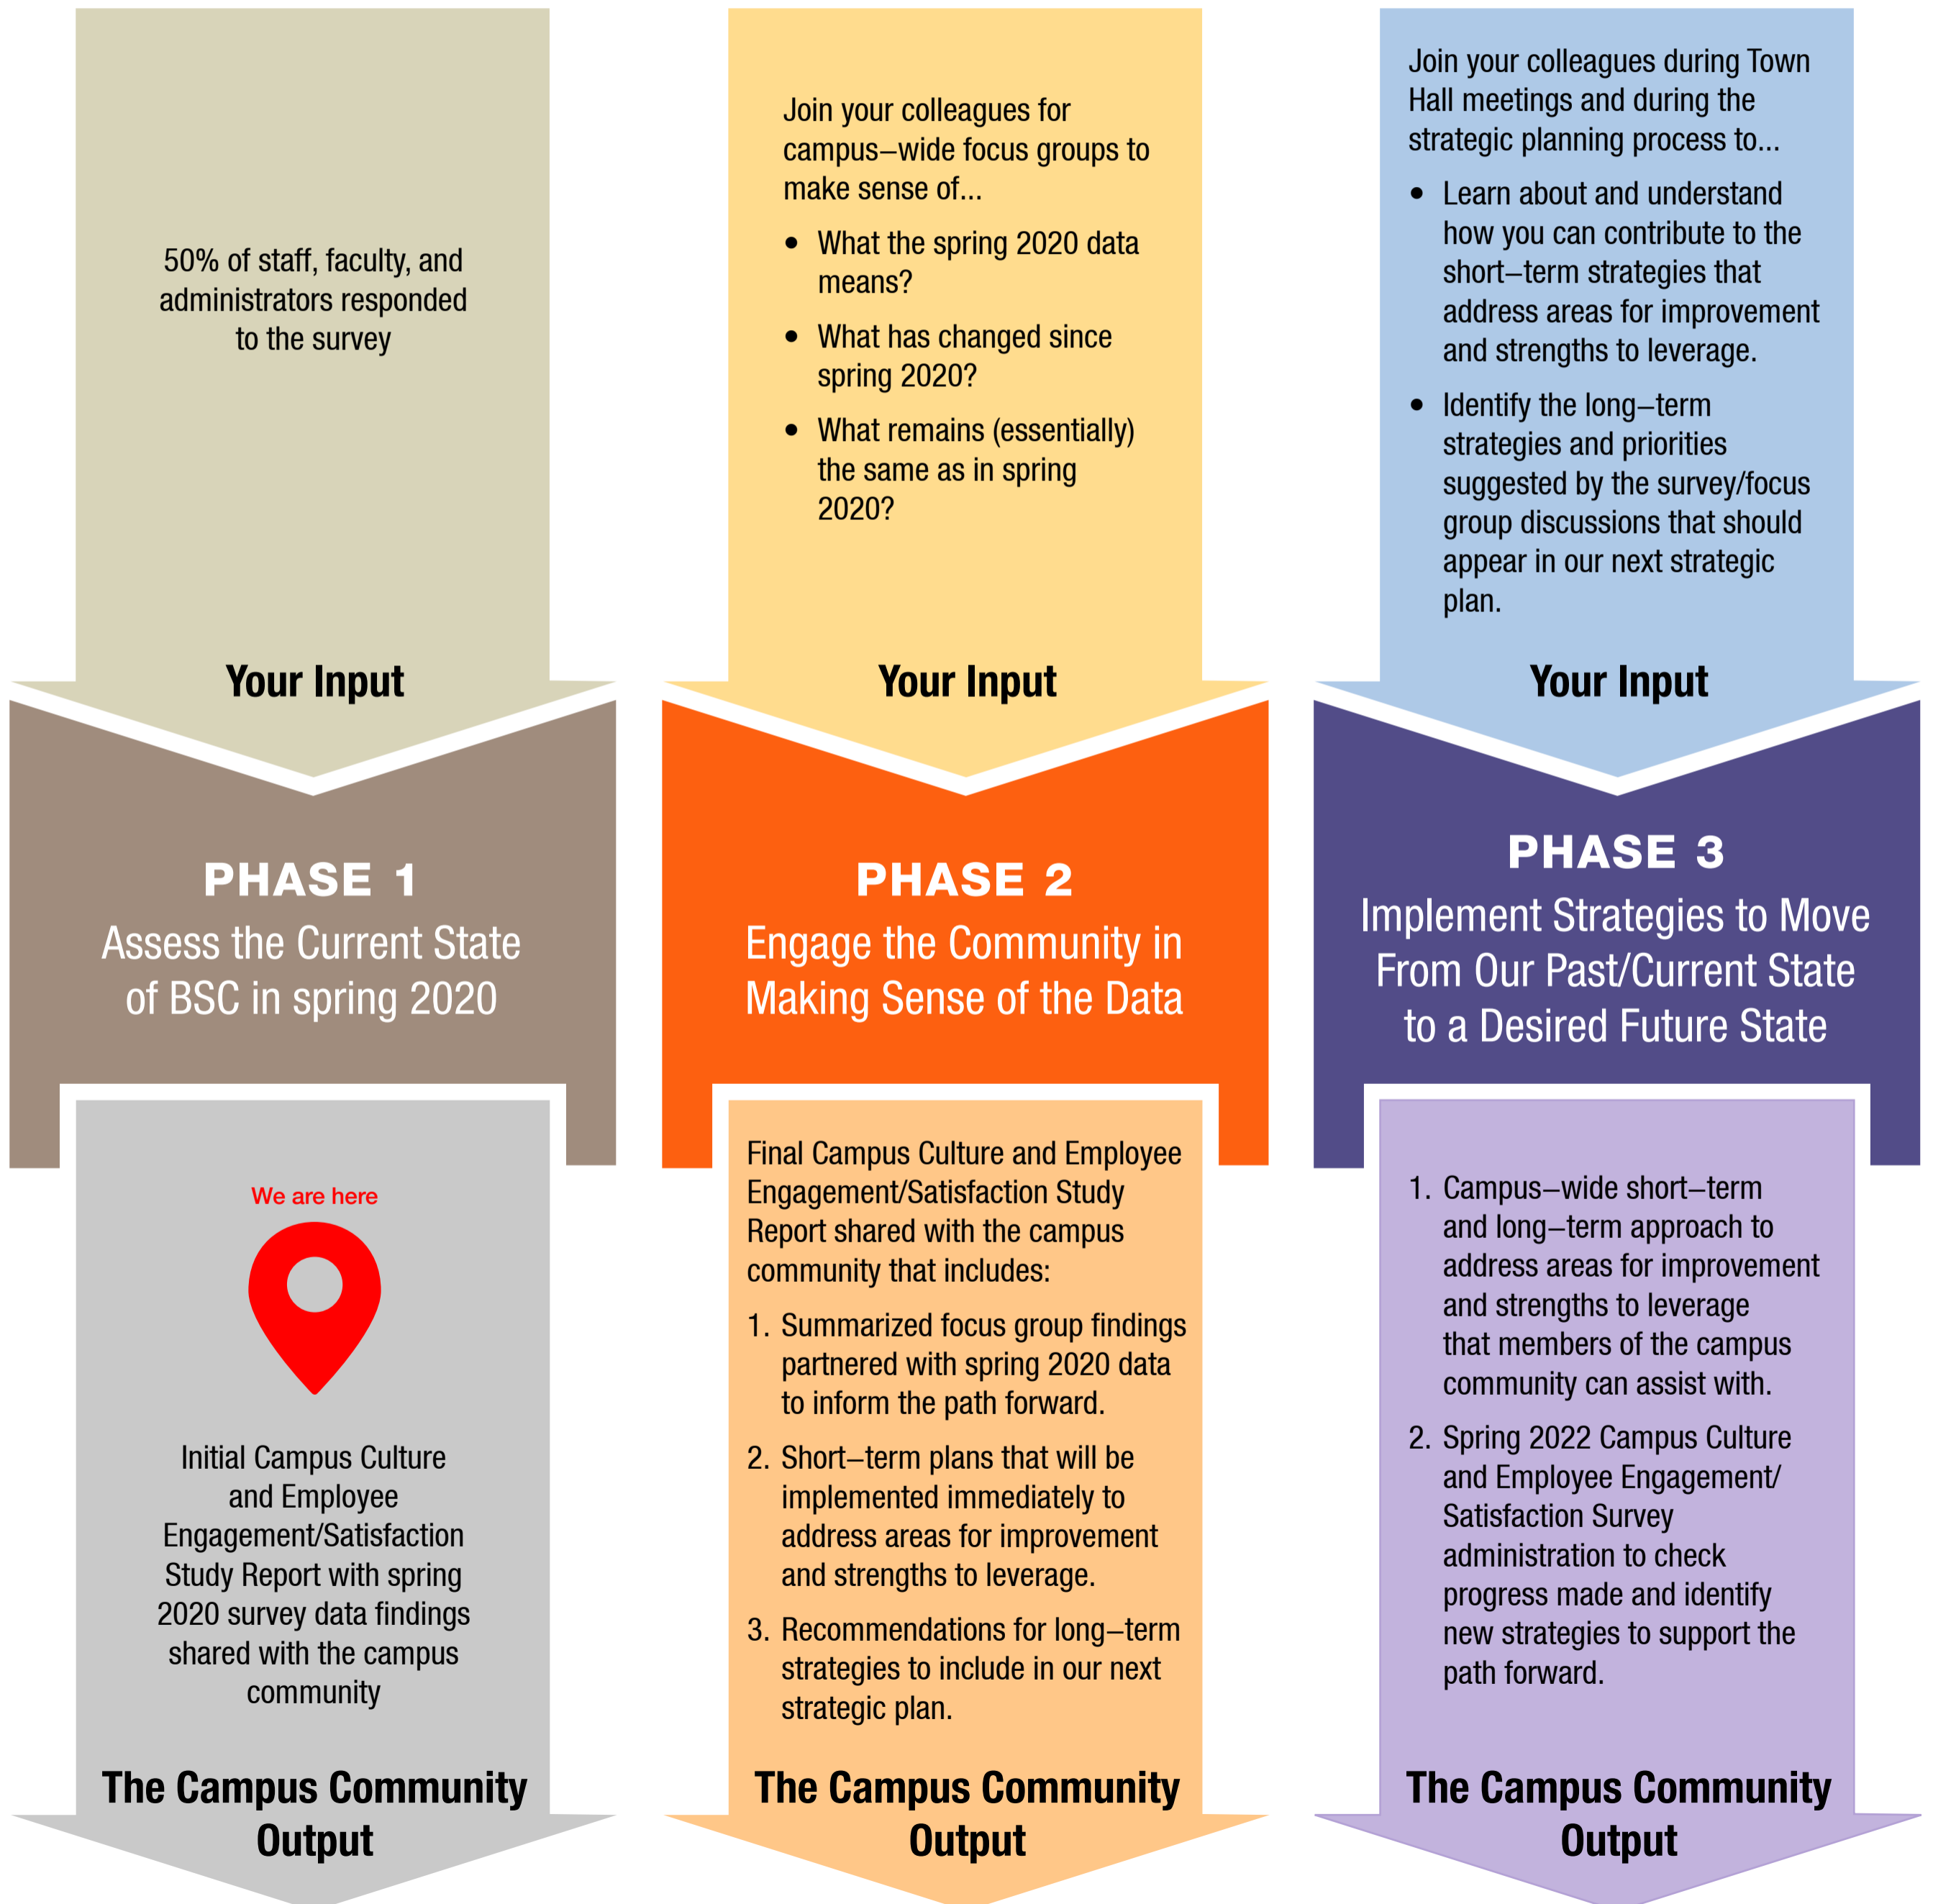 50% of staff, faculty, and
administrators responded
to the survey
Your Input
PHASE 1
Assess the Current State
of BSC in spring 2020
We are here
Initial Campus Culture
and Employee
Engagement/Satisfaction
Study Report with spring
2020 survey data findings
shared with the campus
community
The Campus Community
Output
Join your colleagues for
campus–wide focus groups to
make sense of...
• What the spring 2020 data
means?
• What has changed since
spring 2020?
• What remains (essentially)
the same as in spring
2020?
Your Input
PHASE 2
Engage the Community in
Making Sense of the Data
Final Campus Culture and Employee
Engagement/Satisfaction Study
Report shared with the campus
community that includes:
1. Summarized focus group findings
partnered with spring 2020 data
to inform the path forward.
2. Short–term plans that will be
implemented immediately to
address areas for improvement
and strengths to leverage.
3. Recommendations for long–term
strategies to include in our next
strategic plan.
The Campus Community
Output
Join your colleagues during Town
Hall meetings and during the
strategic planning process to...
• Learn about and understand
how you can contribute to the
short–term strategies that
address areas for improvement
and strengths to leverage.
• Identify the long–term
strategies and priorities
suggested by the survey/focus
group discussions that should
appear in our next strategic
plan.
Your Input
PHASE 3
Implement Strategies to Move
From Our Past/Current State
to a Desired Future State
1. Campus–wide short–term
and long–term approach to
address areas for improvement
and strengths to leverage
that members of the campus
community can assist with.
2. Spring 2022 Campus Culture
and Employee Engagement/
Satisfaction Survey
administration to check
progress made and identify
new strategies to support the
path forward.
The Campus Community
Output